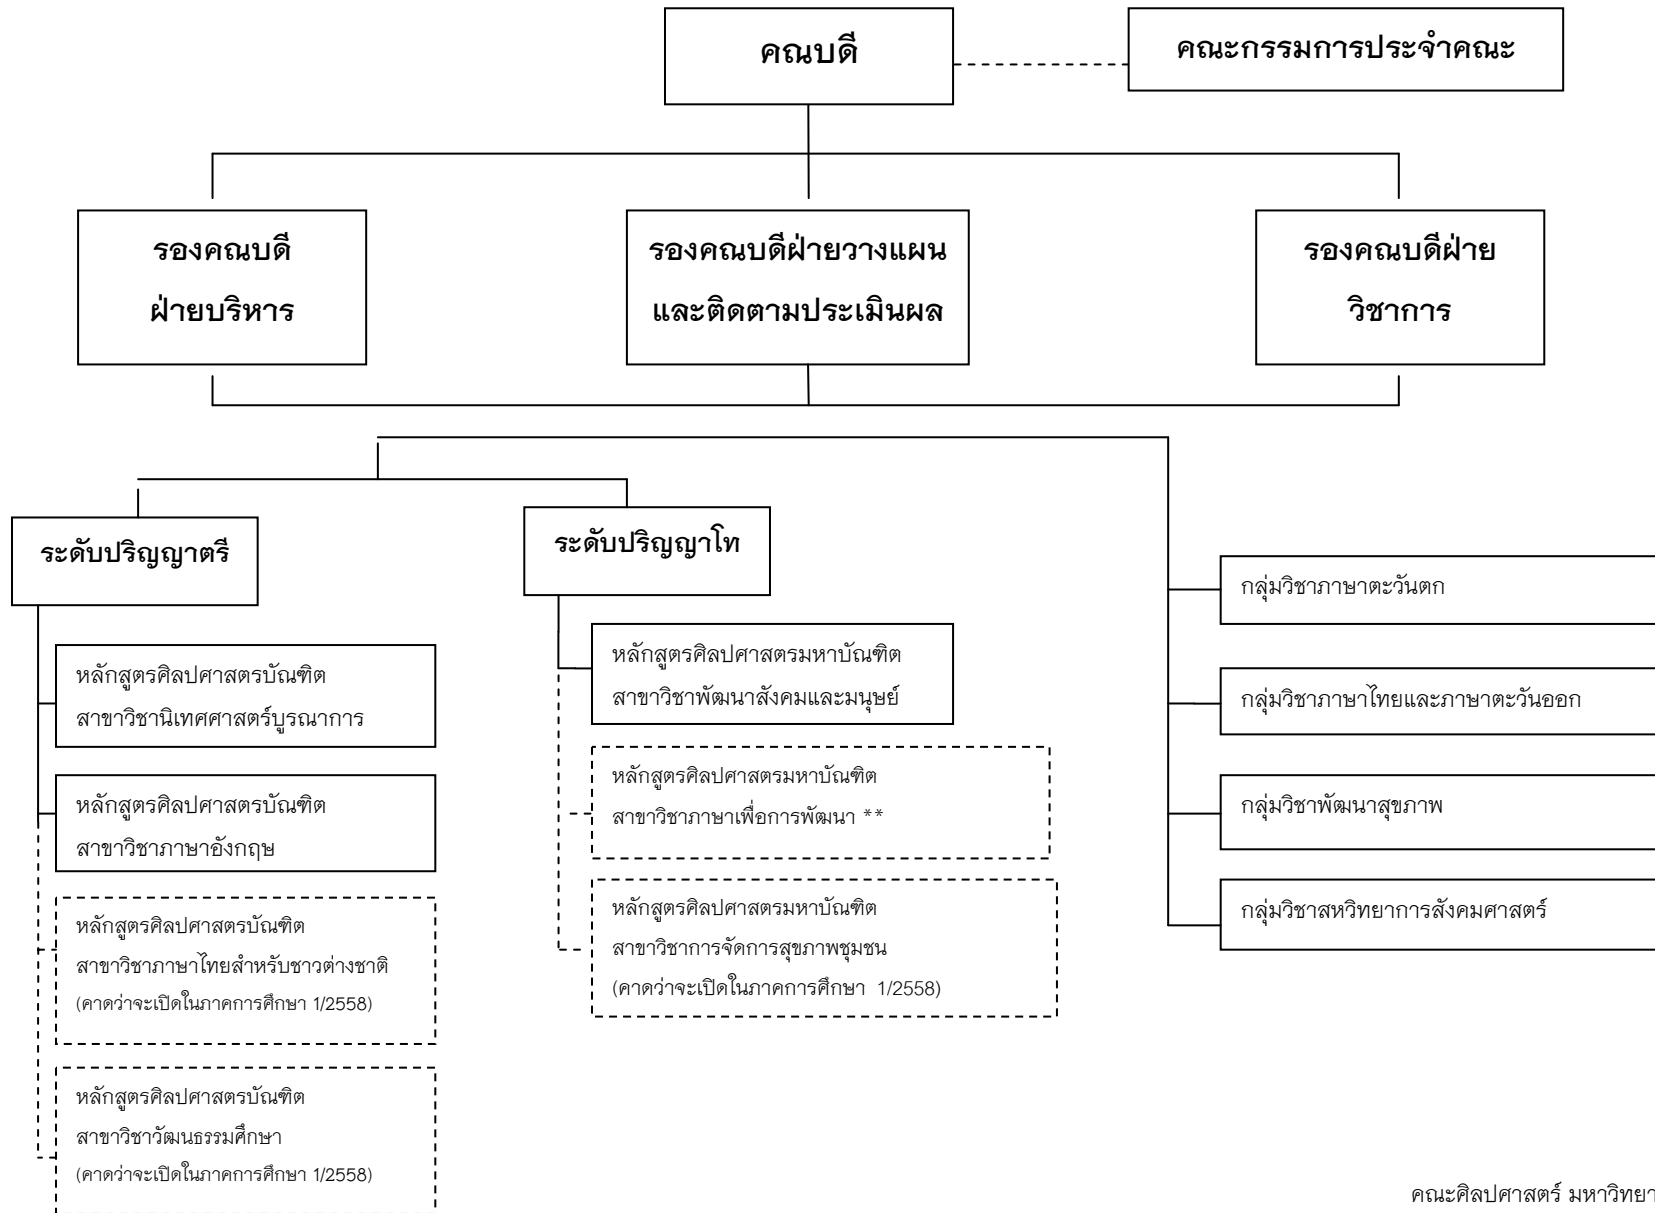 คณบดี
คณะกรรมการประจำคณะ
รองคณบดี
ฝ่ายบริหาร
รองคณบดีฝ่ายวางแผน
และติดตามประเมินผล
รองคณบดีฝ่าย
วิชาการ
ระดับปริญญาตรี
หลักสูตรศิลปศาสตรบัณฑิต
สาขาวิชานิเทศศาสตร์บูรณาการ
หลักสูตรศิลปศาสตรบัณฑิต
สาขาวิชาภาษาอังกฤษ
หลักสูตรศิลปศาสตรบัณฑิต
สาขาวิชาภาษาไทยสำหรับชาวต่างชาติ
(คาดว่าจะเปิดในภาคการศึกษา 1/2558)
หลักสูตรศิลปศาสตรบัณฑิต
สาขาวิชาวัฒนธรรมศึกษา
(คาดว่าจะเปิดในภาคการศึกษา 1/2558)
ระดับปริญญาโท
หลักสูตรศิลปศาสตรมหาบัณฑิต
สาขาวิชาพัฒนาสังคมและมนุษย์
หลักสูตรศิลปศาสตรมหาบัณฑิต
สาขาวิชาภาษาเพื่อการพัฒนา **
หลักสูตรศิลปศาสตรมหาบัณฑิต
สาขาวิชาการจัดการสุขภาพชุมชน
(คาดว่าจะเปิดในภาคการศึกษา 1/2558)
กลุ่มวิชาภาษาตะวันตก
กลุ่มวิชาภาษาไทยและภาษาตะวันออก
กลุ่มวิชาพัฒนาสุขภาพ
กลุ่มวิชาสหวิทยาการสังคมศาสตร์
คณะศิลปศาสตร์ มหาวิทยา